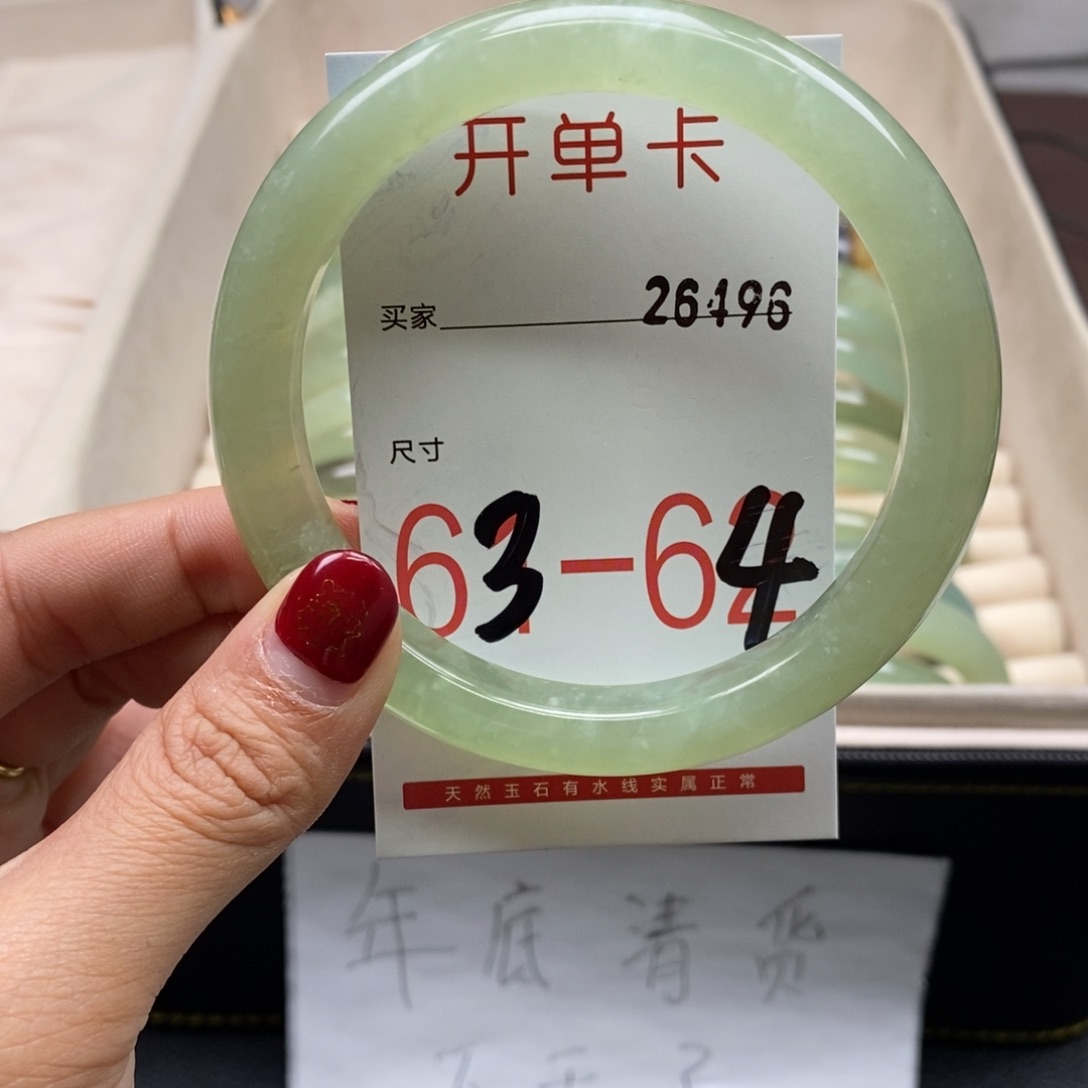 开单卡
买家 26496
尺寸
63-64
天然玉石有水线实属正常
年底清货